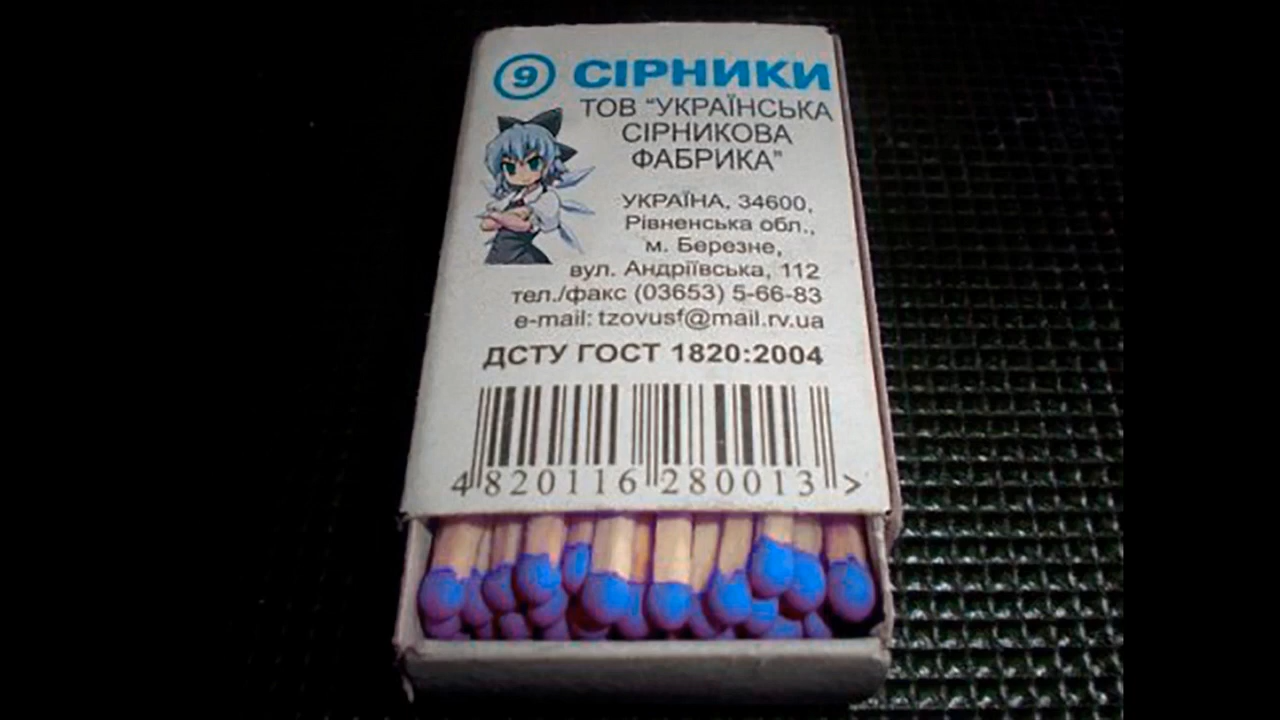 9 СІРНИКИ
ТОВ "УКРАЇНСЬКА
СІРНИКОВА
ФАБРИКА"
УКРАЇНА, 34600,
Рівненська обл.,
м. Березне,
вул. Андріївська, 112
тел./факс (03653) 5-66-83
e-mail: tzovusf@mail.rv.ua
ДСТУ ГОСТ 1820:2004
4 820116 280013 >